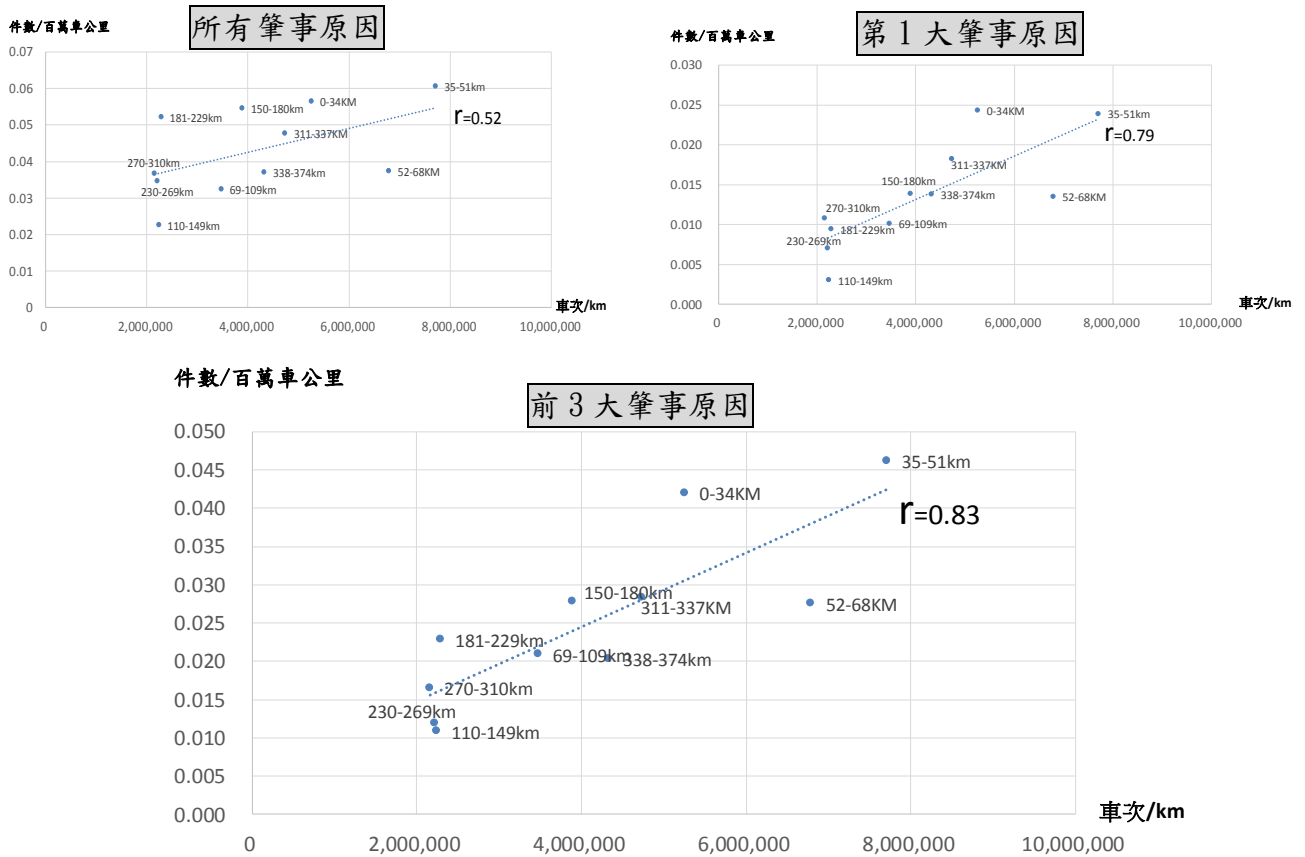 件數/百萬車公里
所有肇事原因
0.07
0.06
0.05
0.04
0.03
0.02
0.01
0
35-51km
0-34KM
150-180km
181-229km
r=0.52
311-337KM
270-310km
338-374km
52-68KM
230-269km
69-109km
110-149km
車次/km
0
2,000,000
4,000,000
6,000,000
8,000,000
10,000,000
件數/百萬車公里
第1大肇事原因
0.030
0.025
0.020
0.015
0.010
0.005
0.000
0-34KM
35-51km
r=0.79
311-337KM
150-180km
338-374km
52-68KM
270-310km
69-109km
181-229km
230-269km
110-149km
車次/km
0
2,000,000
4,000,000
6,000,000
8,000,000
10,000,000
件數/百萬車公里
前3大肇事原因
0.050
0.045
0.040
0.035
0.030
0.025
0.020
0.015
0.010
0.005
0.000
35-51km
0-34KM
r=0.83
150-180km
311-337KM
52-68KM
181-229km
69-109km
338-374km
270-310km
230-269km
110-149km
車次/km
0
2,000,000
4,000,000
6,000,000
8,000,000
10,000,000